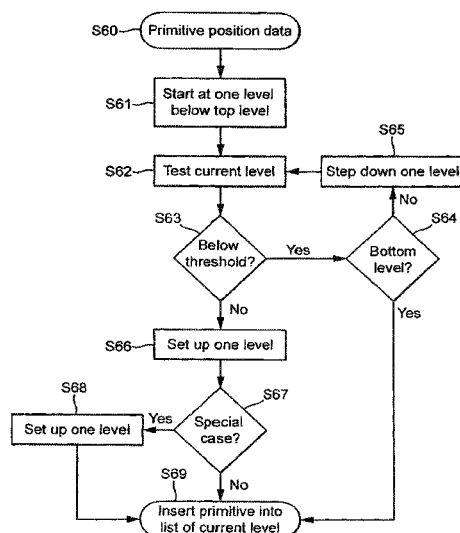 S60
Primitive position data
S61
Start at one level
below top level
S65
S62
Test current level
Step down one level
S63
No
S64
Below
threshold?
Yes
Bottom
level?
No
Yes
S66
Set up one level
S67
S68
Yes
Special
case?
Set up one level
S69
No
Insert primitive into
list of current level